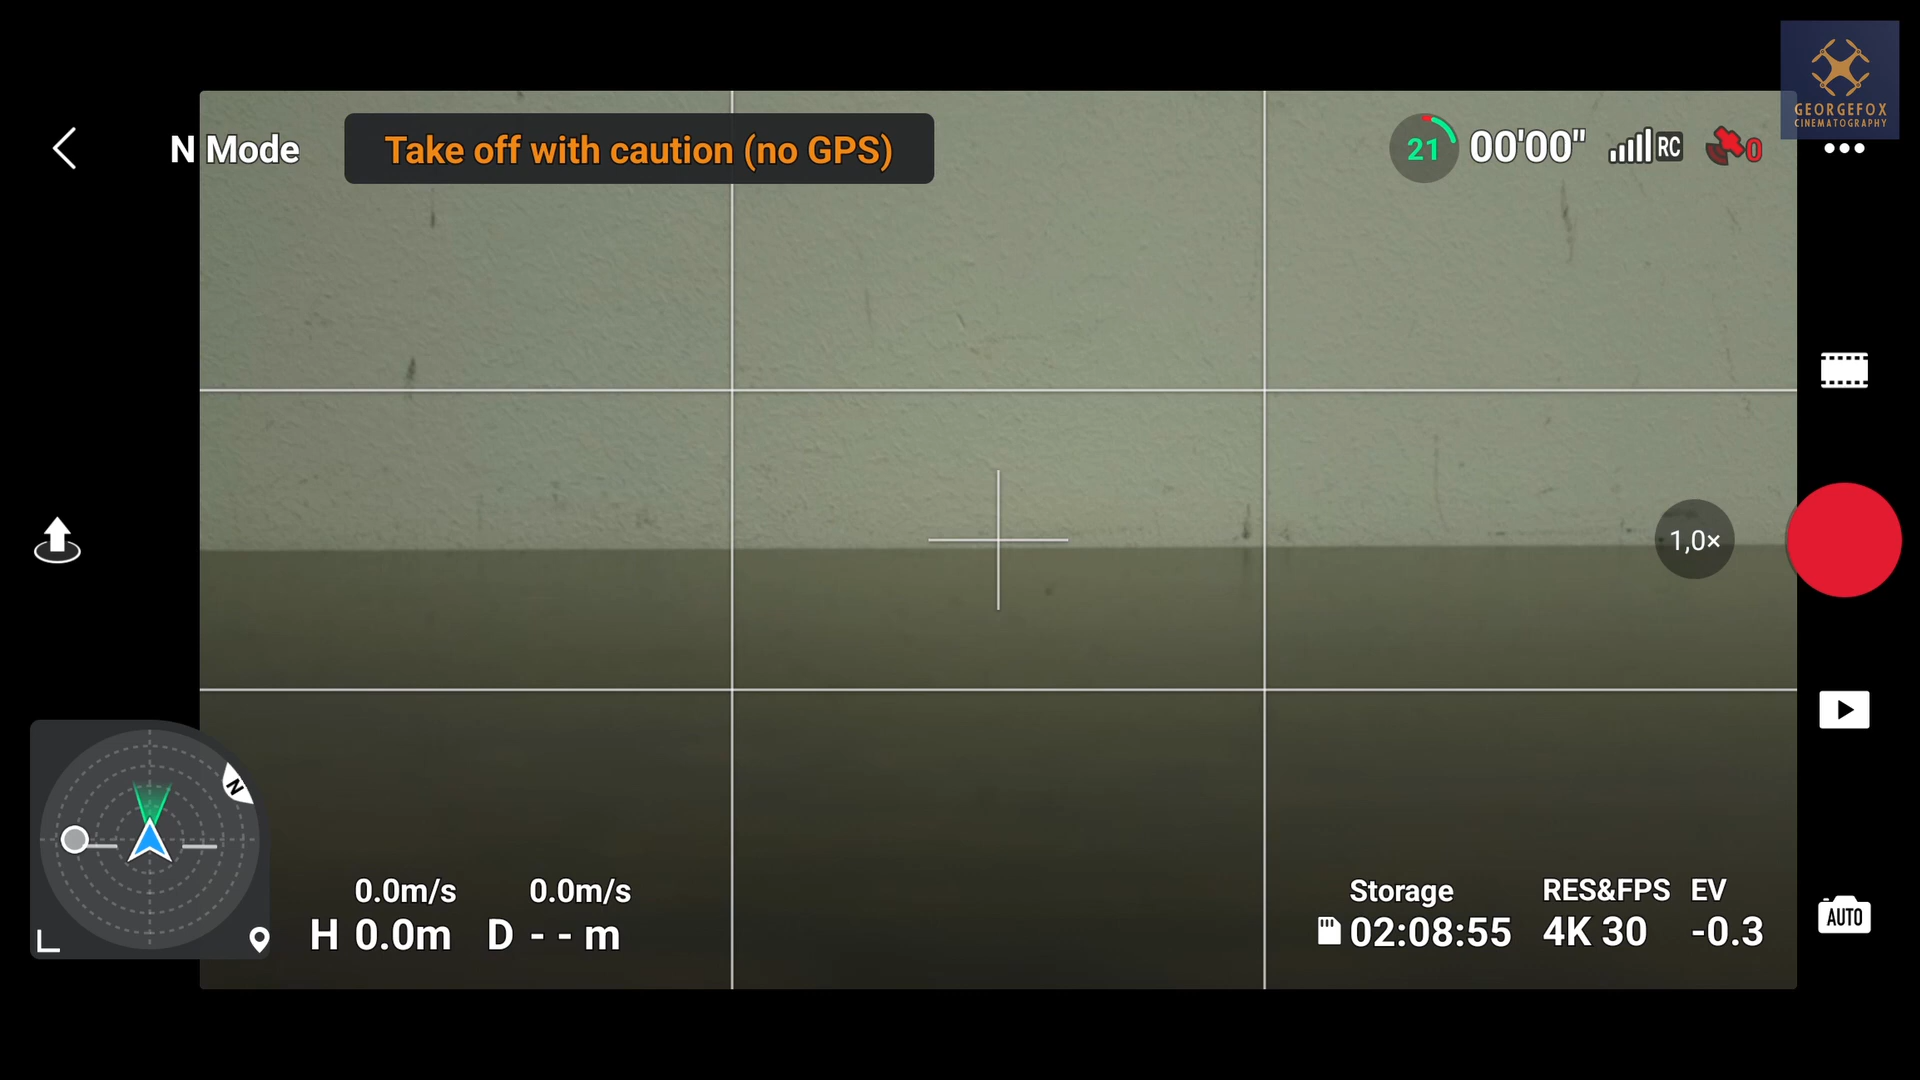 GEORGEFOX
CINEMATOGRAPHY
N Mode
Take off with caution (no GPS)
21
00'00"
RC
0
1,0×
N
0.0m/s
0.0m/s
H 0.0m
D - - m
Storage
02:08:55
RES&FPS
4K 30
EV
-0.3
AUTO